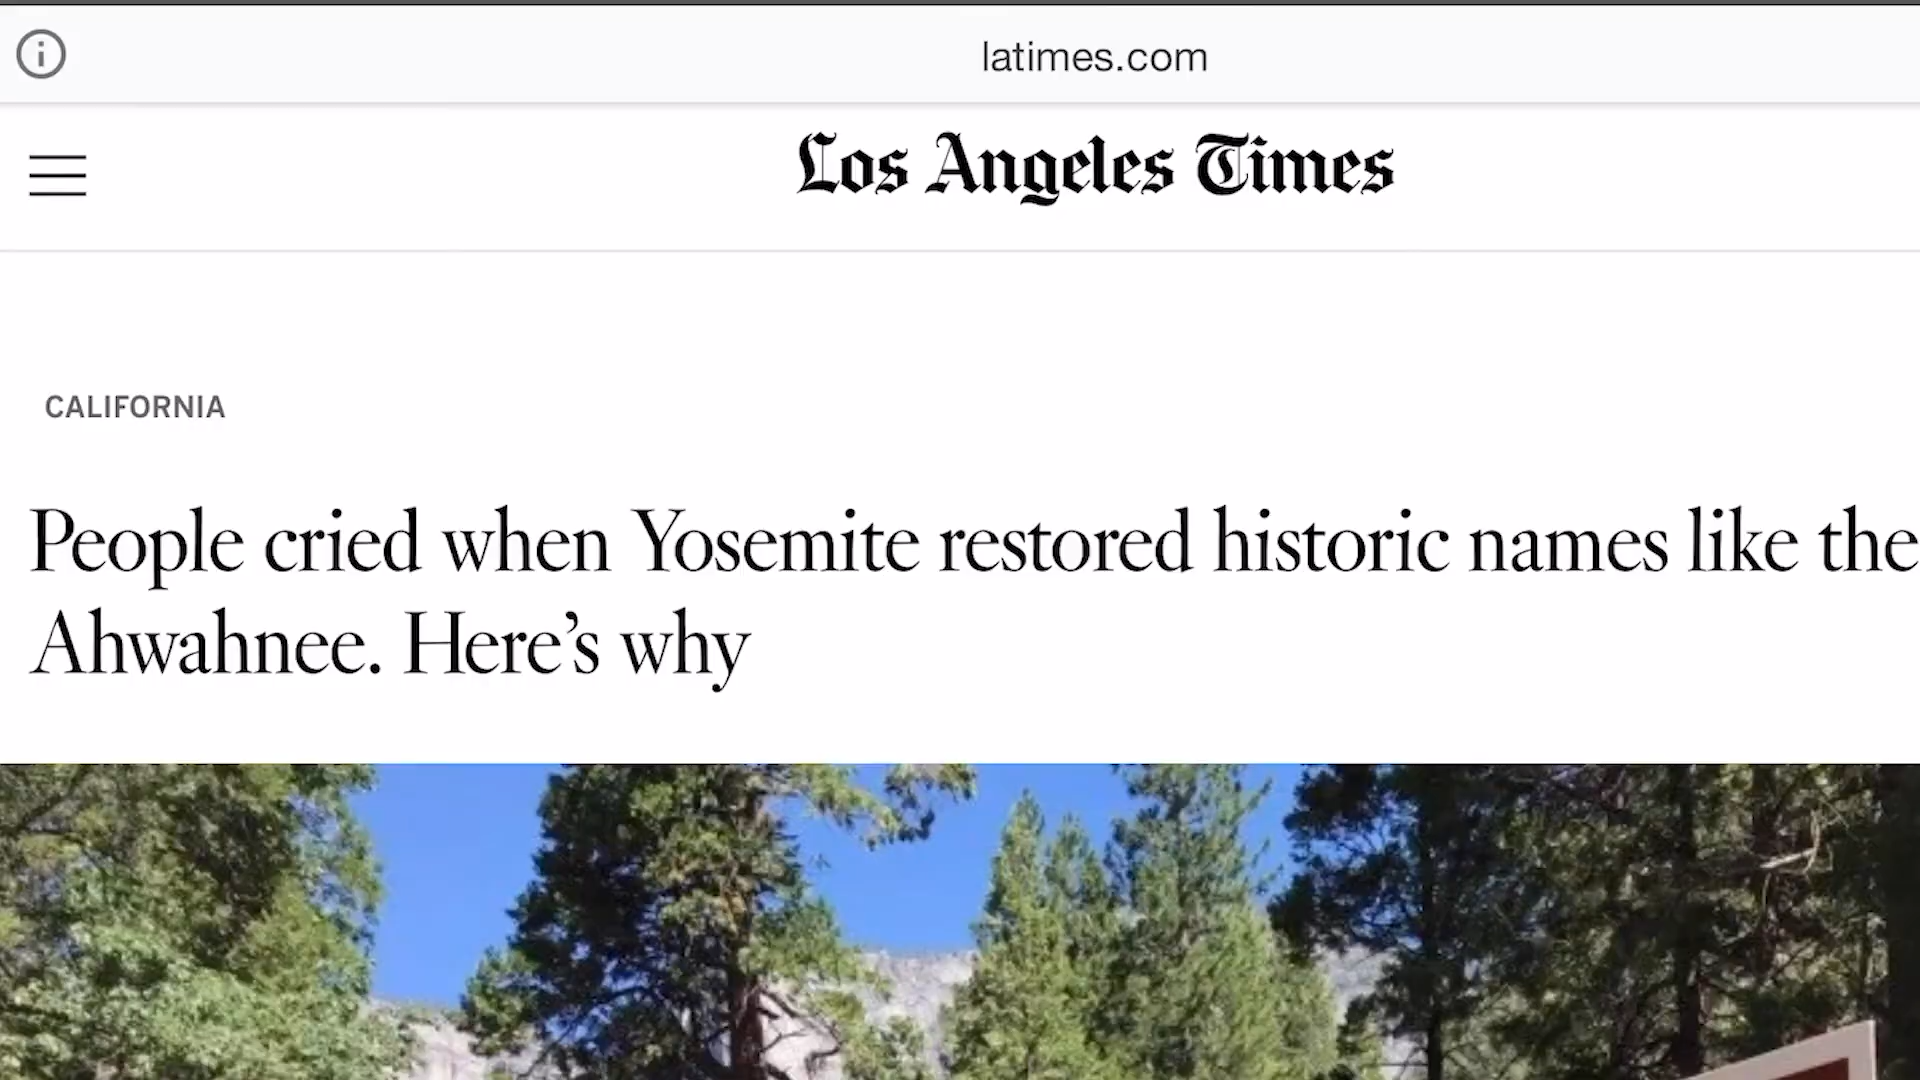 latimes.com
Los Angeles Times
CALIFORNIA
People cried when Yosemite restored historic names like the
Ahwahnee. Here’s why